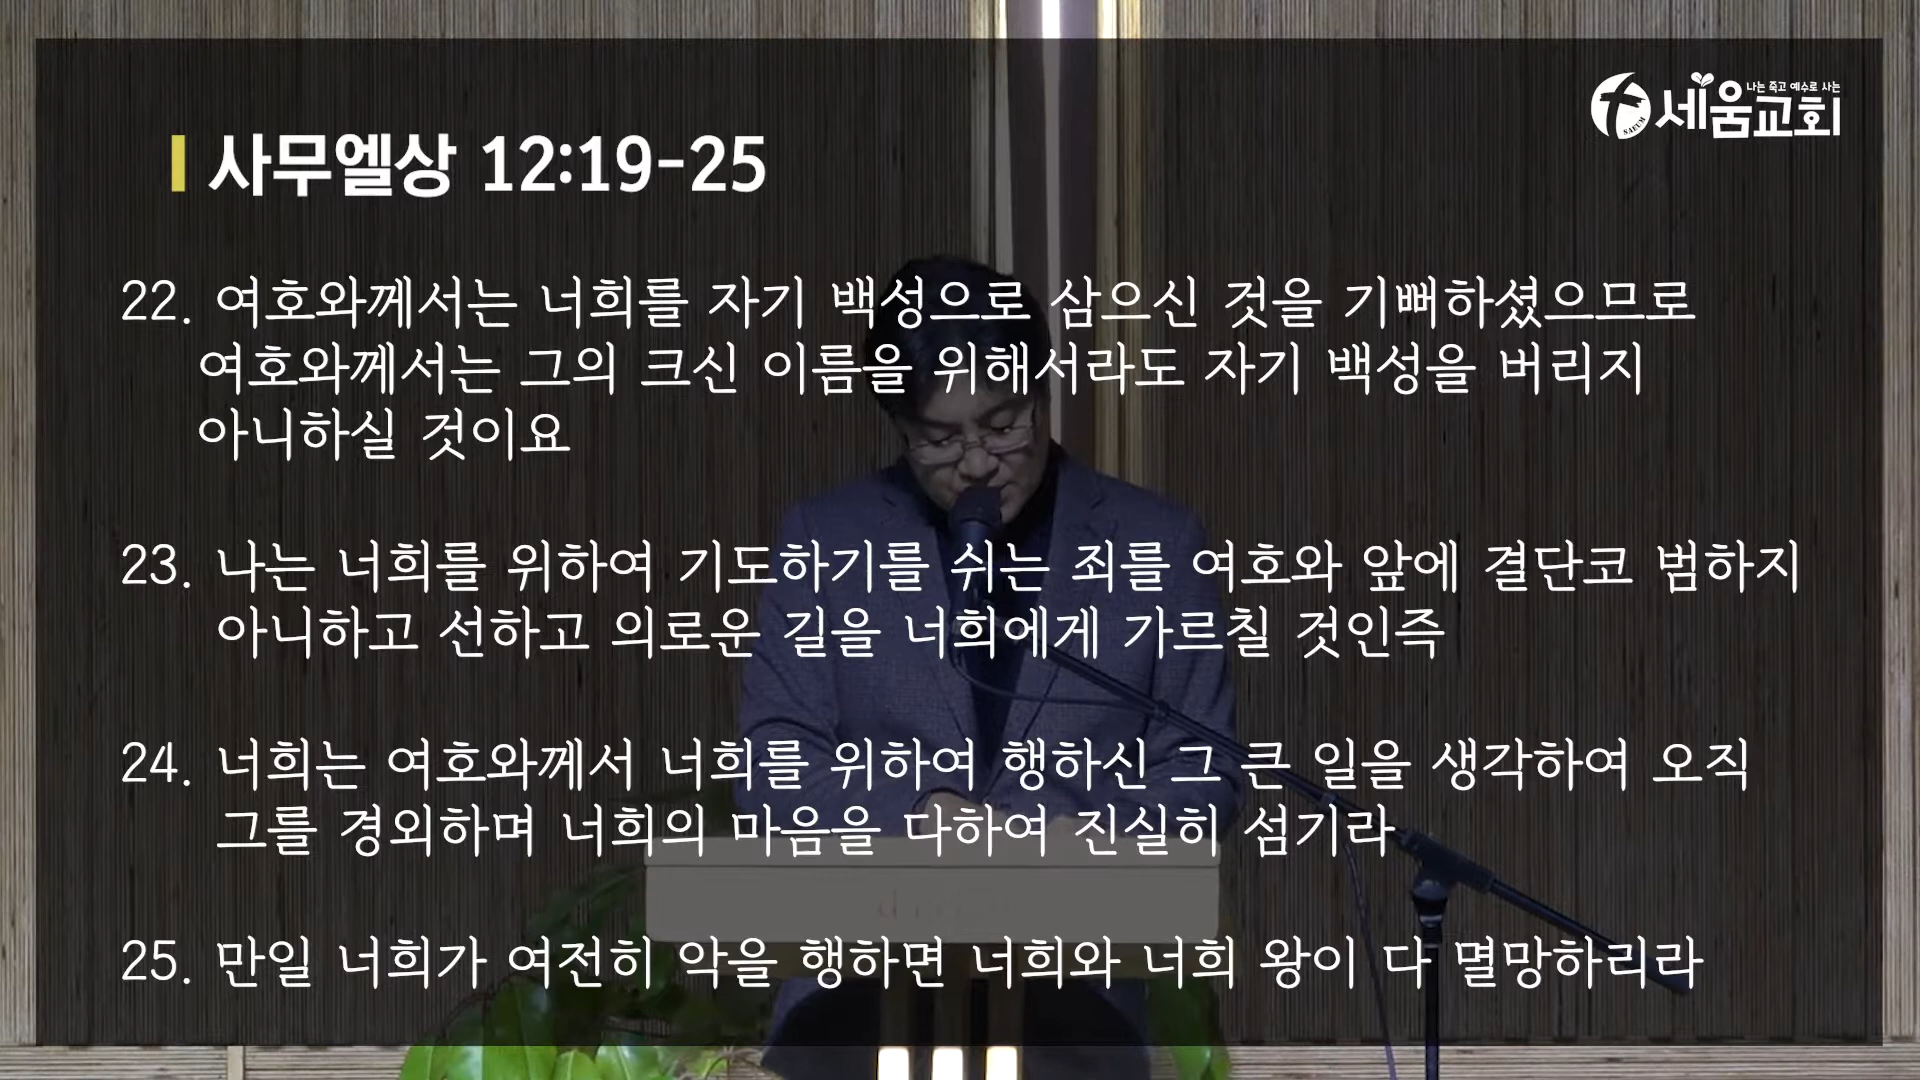 나는 죽고 예수로 사는
세움교회
SAEUM
사무엘상 12:19-25
22. 여호와께서는 너희를 자기 백성으로 삼으신 것을 기뻐하셨으므로
여호와께서는 그의 크신 이름을 위해서라도 자기 백성을 버리지
아니하실 것이요
23. 나는 너희를 위하여 기도하기를 쉬는 죄를 여호와 앞에 결단코 범하지
아니하고 선하고 의로운 길을 너희에게 가르칠 것인즉
24. 너희는 여호와께서 너희를 위하여 행하신 그 큰 일을 생각하여 오직
그를 경외하며 너희의 마음을 다하여 진실히 섬기라
25. 만일 너희가 여전히 악을 행하면 너희와 너희 왕이 다 멸망하리라